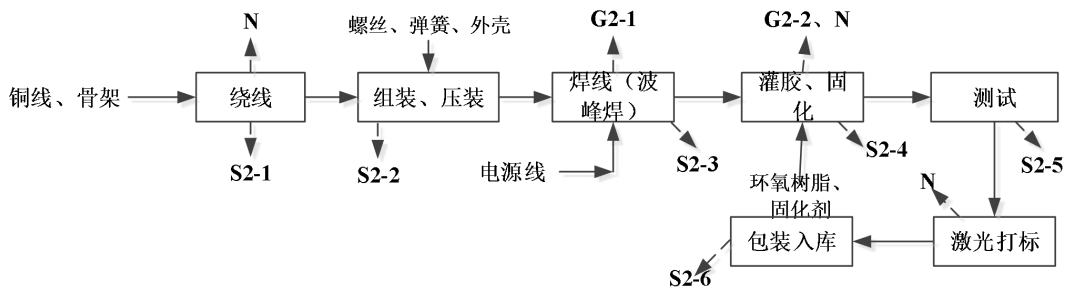 N
螺丝、弹簧、外壳
G2-1
G2-2、N
铜线、骨架
绕线
组装、压装
焊线（波
峰焊）
灌胶、固
化
测试
S2-1
S2-2
电源线
S2-3
S2-4
S2-5
环氧树脂、
固化剂
N
包装入库
激光打标
S2-6